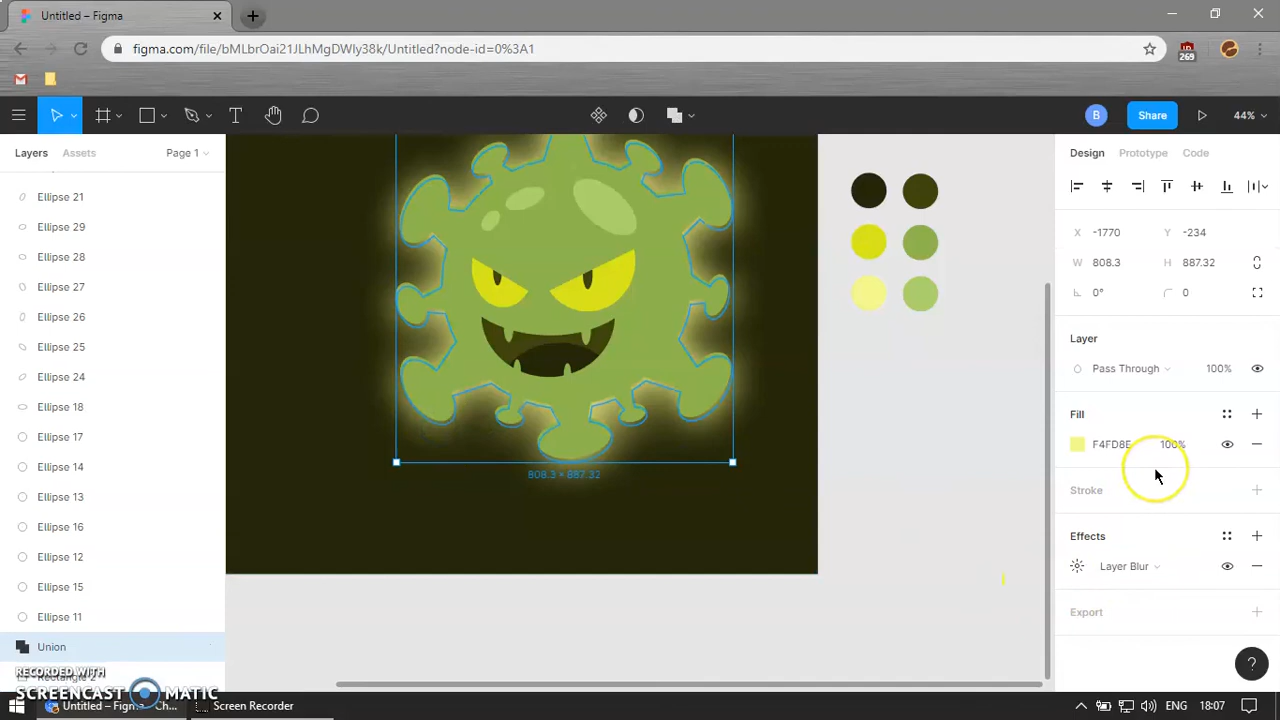 Untitled – Figma
figma.com/file/bMLbrOai21JLhMgDWIy38k/Untitled?node-id=0%3A1
269
T
B
Share
44%
Layers
Assets
Page 1
Design
Prototype
Code
Ellipse 21
Ellipse 29
Ellipse 28
Ellipse 27
Ellipse 26
Ellipse 25
Ellipse 24
Ellipse 18
Ellipse 17
Ellipse 14
Ellipse 13
Ellipse 16
Ellipse 12
Ellipse 15
Ellipse 11
Union
Rectangle 2
808.3 × 887.32
X -1770 Y -234
W 808.3 H 887.32
0° 0
Layer
Pass Through 100%
Fill
F4FD8E 100%
Stroke
Effects
Layer Blur
Export
?
RECORDED WITH
SCREENCAST MATIC
Untitled – Figma - Ch...
Screen Recorder
ENG 18:07